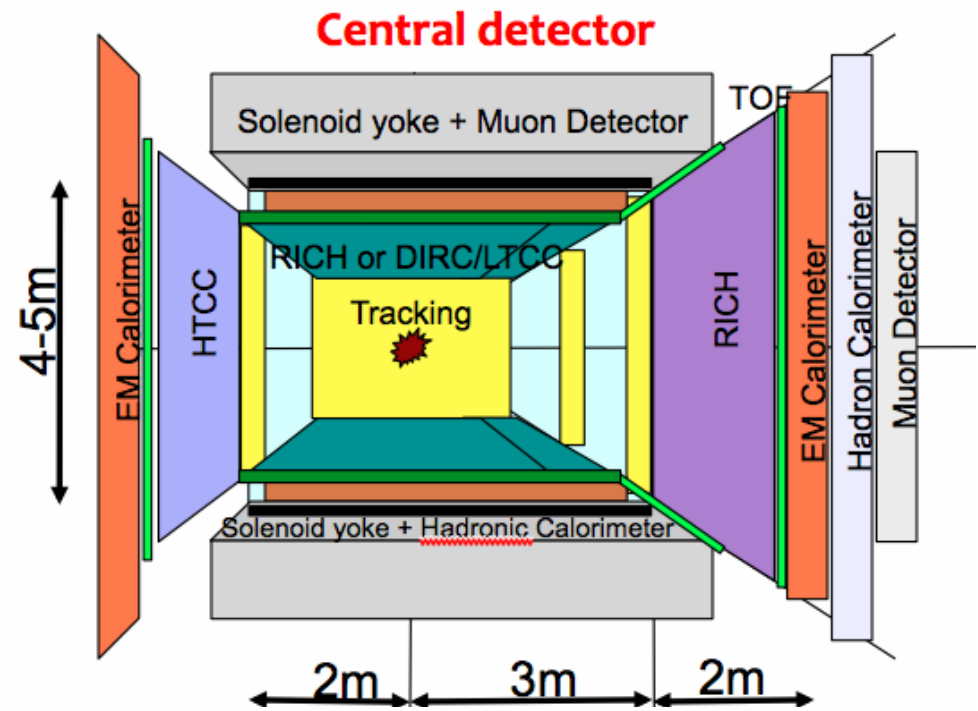 Central detector
TOF
Solenoid yoke + Muon Detector
4-5m
EM Calorimeter
HTCC
RICH or DIRC/LTCC
Tracking
RICH
EM Calorimeter
Hadron Calorimeter
Muon Detector
Solenoid yoke + Hadronic Calorimeter
2m
3m
2m